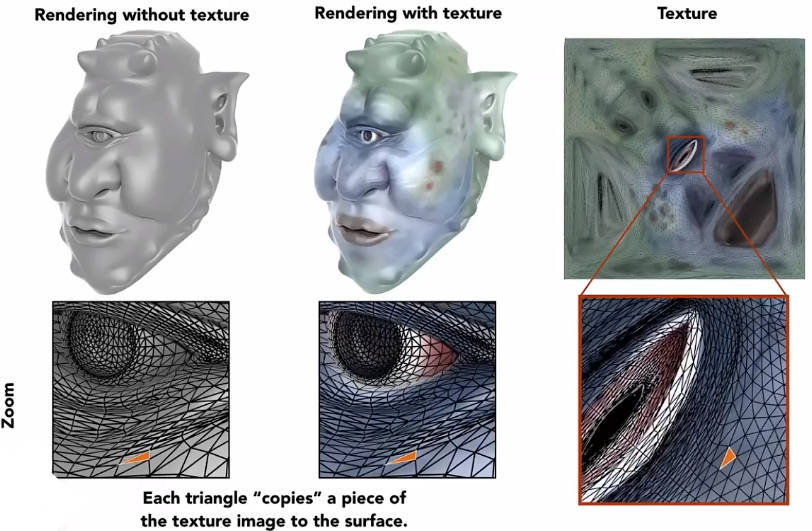 Rendering without texture
Rendering with texture
Texture
Zoom
Each triangle “copies” a piece of
the texture image to the surface.